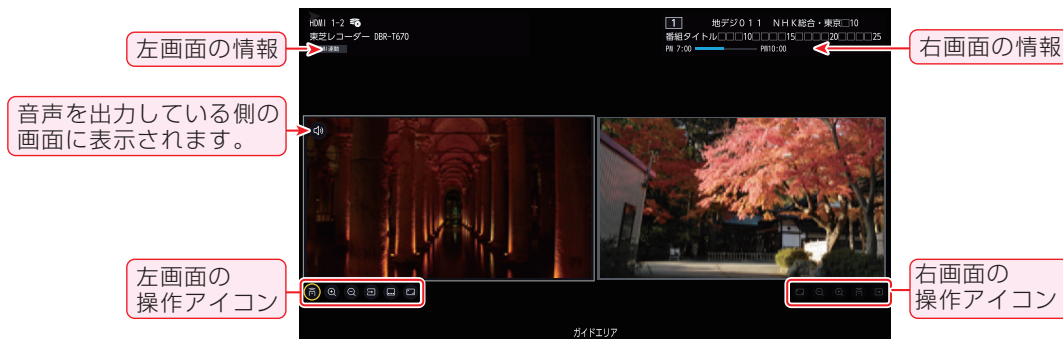 左画面の情報
HDMI 1-2
東芝レコーダー DBR-T670
連動
1 地デジ011 NHK総合・東京□10
番組タイトル□□□10□□□□15□□□□20□□□□25
PM 7:00 PM10:00
右画面の情報
音声を出力している側の
画面に表示されます。
左画面の
操作アイコン
右画面の
操作アイコン
ガイドエリア